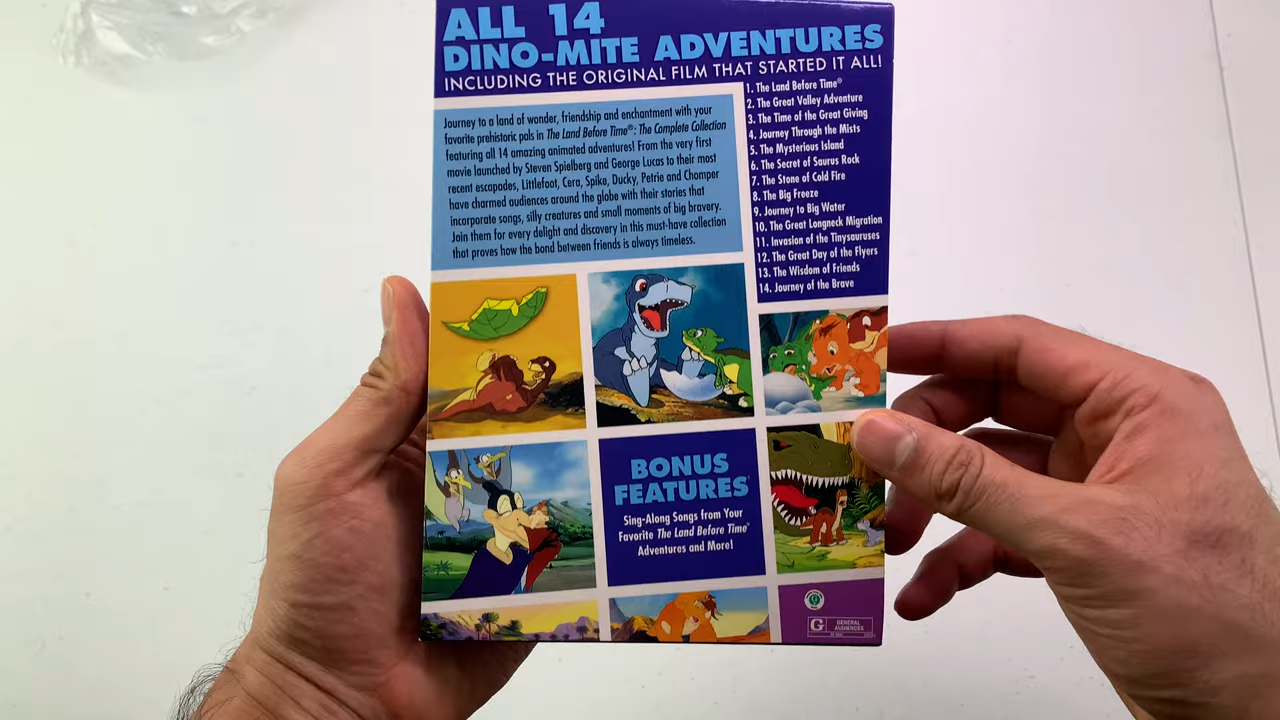 ALL 14
DINO-MITE ADVENTURES
INCLUDING THE ORIGINAL FILM THAT STARTED IT ALL!
Journey to a land of wonder, friendship and enchantment with your
favorite prehistoric pals in The Land Before Time®: The Complete Collection
featuring all 14 amazing animated adventures! From the very first
movie launched by Steven Spielberg and George Lucas to their most
recent escapades, Littlefoot, Cera, Spike, Ducky, Petrie and Chomper
have charmed audiences around the globe with their stories that
incorporate songs, silly creatures and small moments of big bravery.
Join them for every delight and discovery in this must-have collection
that proves how the bond between friends is always timeless.
1. The Land Before Time®
2. The Great Valley Adventure
3. The Time of the Great Giving
4. Journey Through the Mists
5. The Mysterious Island
6. The Secret of Saurus Rock
7. The Stone of Cold Fire
8. The Big Freeze
9. Journey to Big Water
10. The Great Longneck Migration
11. Invasion of the Tinysauruses
12. The Great Day of the Flyers
13. The Wisdom of Friends
14. Journey of the Brave
BONUS
FEATURES
Sing-Along Songs from Your
Favorite The Land Before Time®
Adventures and More!
G GENERAL
AUDIENCES